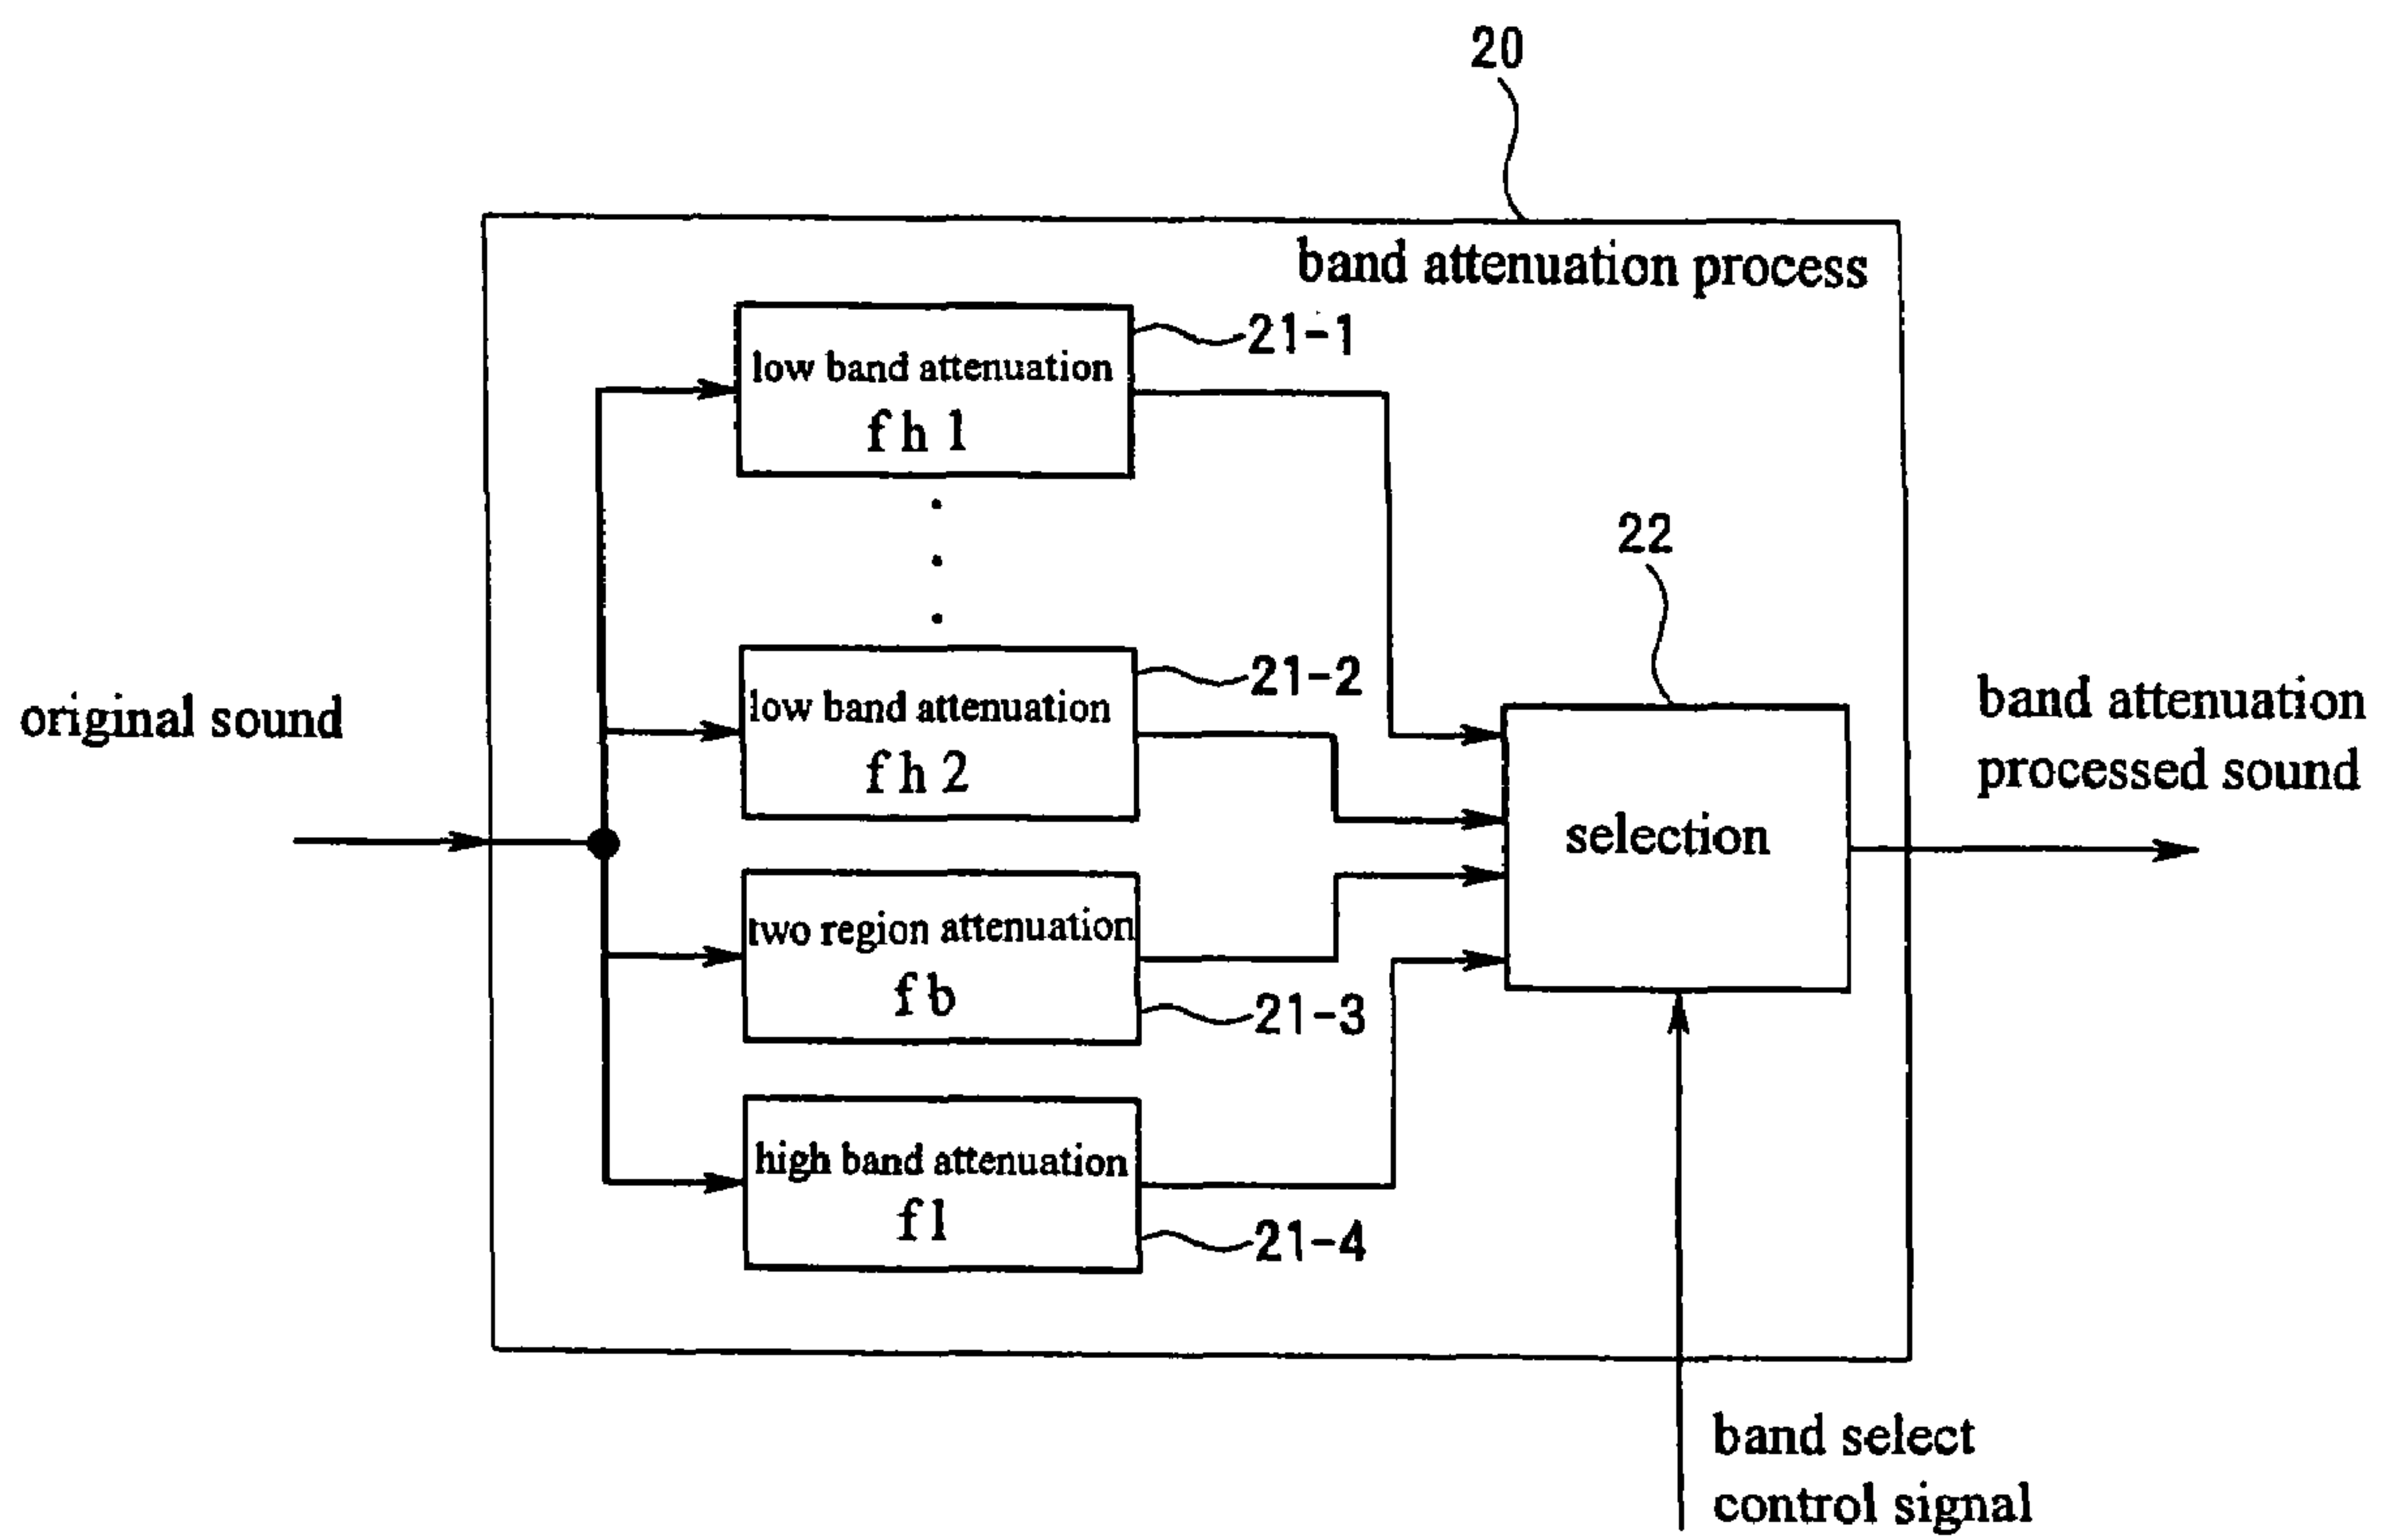 20
band attenuation process
21-1
low band attenuation
f h 1
22
21-2
low band attenuation
f h 2
original sound
band attenuation
processed sound
selection
two region attenuation
f b
21-3
high band attenuation
f l
21-4
band select
control signal